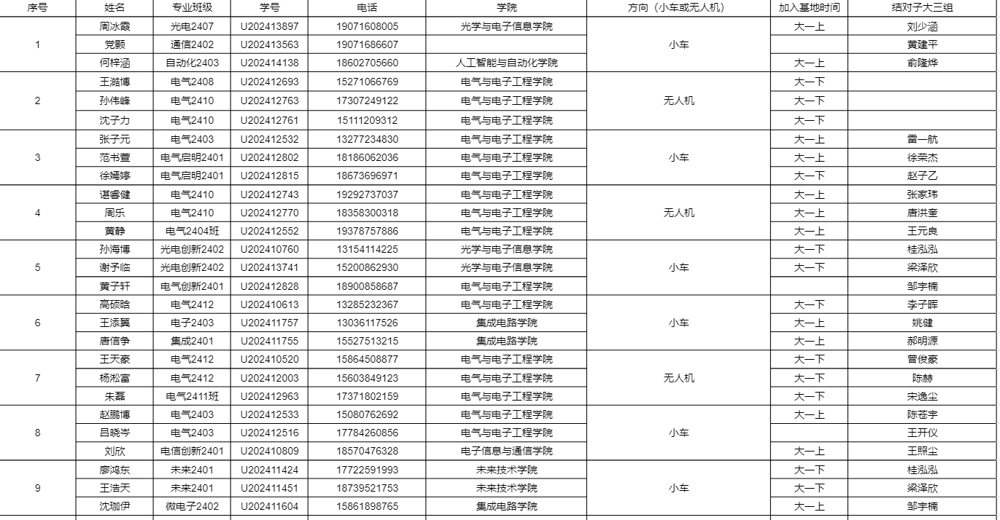 序号 姓名 专业班级 学号 电话 学院 方向（小车或无人机） 加入基地时间 结对子大三组
周冰霞 光电2407 U202413897 19071608005 光学与电子信息学院 大一上 刘少涵
1 党颢 通信2402 U202413563 19071686607 小车 黄建平
何梓涵 自动化2403 U202414138 18602705660 人工智能与自动化学院 大一上 俞隆烨
王澔博 电气2408 U202412693 15271066769 电气与电子工程学院 大一下
2 孙伟峰 电气2410 U202412763 17307249122 电气与电子工程学院 无人机 大一下
沈子力 电气2410 U202412761 15111209312 电气与电子工程学院 大一下
张子元 电气2403 U202412532 13277234830 电气与电子工程学院 大一上 雷一航
3 范书萱 电气启明2401 U202412802 18186062036 电气与电子工程学院 小车 大一上 徐荣杰
徐嫣婷 电气启明2401 U202412815 18673696971 电气与电子工程学院 大一下 赵子乙
谌睿健 电气2410 U202412743 19292737037 电气与电子工程学院 大一上 张家玮
4 周乐 电气2410 U202412770 18358300318 电气与电子工程学院 无人机 大一上 唐洪奎
黄静 电气2404班 U202412552 19378757886 电气与电子工程学院 大一上 王元良
孙海博 光电创新2402 U202410760 13154114225 光学与电子信息学院 大一下 桂泓泓
5 谢予临 光电创新2402 U202413741 15200862930 光学与电子信息学院 小车 大一下 梁泽欣
黄子轩 电气创新2401 U202412828 18900858687 电气与电子工程学院 邹宇楠
高硕晗 电气2412 U202410613 13285232367 电气与电子工程学院 大一下 李子晖
6 王添翼 电子2403 U202411757 13036117526 集成电路学院 小车 大一上 姚健
唐信争 集成2401 U202411755 15527513215 集成电路学院 大一上 郝明源
王天豪 电气2412 U202410520 15864508877 电气与电子工程学院 大一下 曾俊豪
7 杨淞富 电气2412 U202412003 15603849123 电气与电子工程学院 无人机 大一下 陈赫
朱磊 电气2411班 U202412963 17371802159 电气与电子工程学院 大一下 宋逸尘
赵鹏博 电气2403 U202412533 15080762692 电气与电子工程学院 大一上 陈苍宇
8 吕晓岑 电气2403 U202412516 17784260856 电气与电子工程学院 小车 王开仪
刘欣 电信创新2401 U202410809 18570476328 电子信息与通信学院 大一上 王照尘
廖鸿东 未来2401 U202411424 17722591993 未来技术学院 大一下 桂泓泓
9 王浩天 未来2401 U202411451 18739521753 未来技术学院 小车 大一下 梁泽欣
沈珈伊 微电子2402 U202411604 15861898765 集成电路学院 大一上 邹宇楠